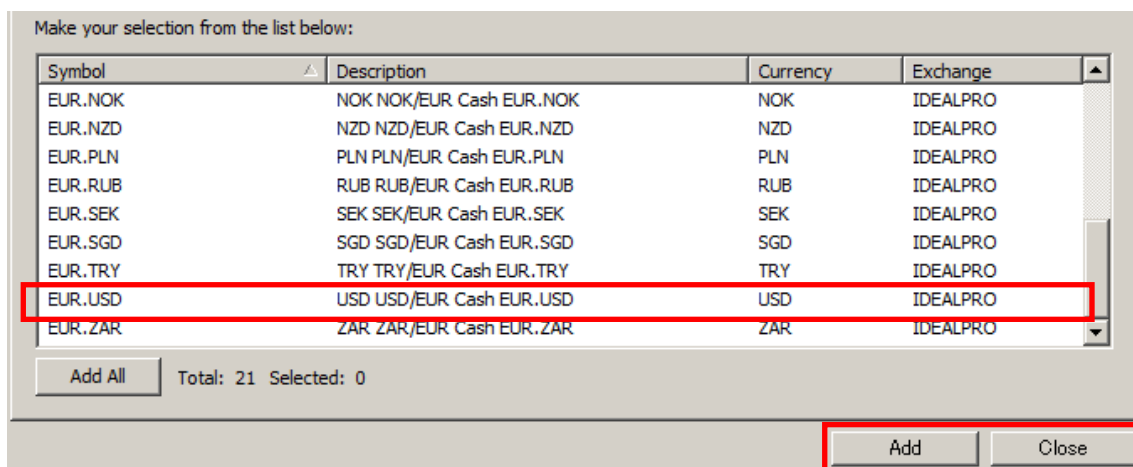 Make your selection from the list below:
Symbol Description Currency Exchange
EUR.NOK NOK NOK/EUR Cash EUR.NOK NOK IDEALPRO
EUR.NZD NZD NZD/EUR Cash EUR.NZD NZD IDEALPRO
EUR.PLN PLN PLN/EUR Cash EUR.PLN PLN IDEALPRO
EUR.RUB RUB RUB/EUR Cash EUR.RUB RUB IDEALPRO
EUR.SEK SEK SEK/EUR Cash EUR.SEK SEK IDEALPRO
EUR.SGD SGD SGD/EUR Cash EUR.SGD SGD IDEALPRO
EUR.TRY TRY TRY/EUR Cash EUR.TRY TRY IDEALPRO
EUR.USD USD USD/EUR Cash EUR.USD USD IDEALPRO
EUR.ZAR ZAR ZAR/EUR Cash EUR.ZAR ZAR IDEALPRO
Add All Total: 21 Selected: 0
Add Close